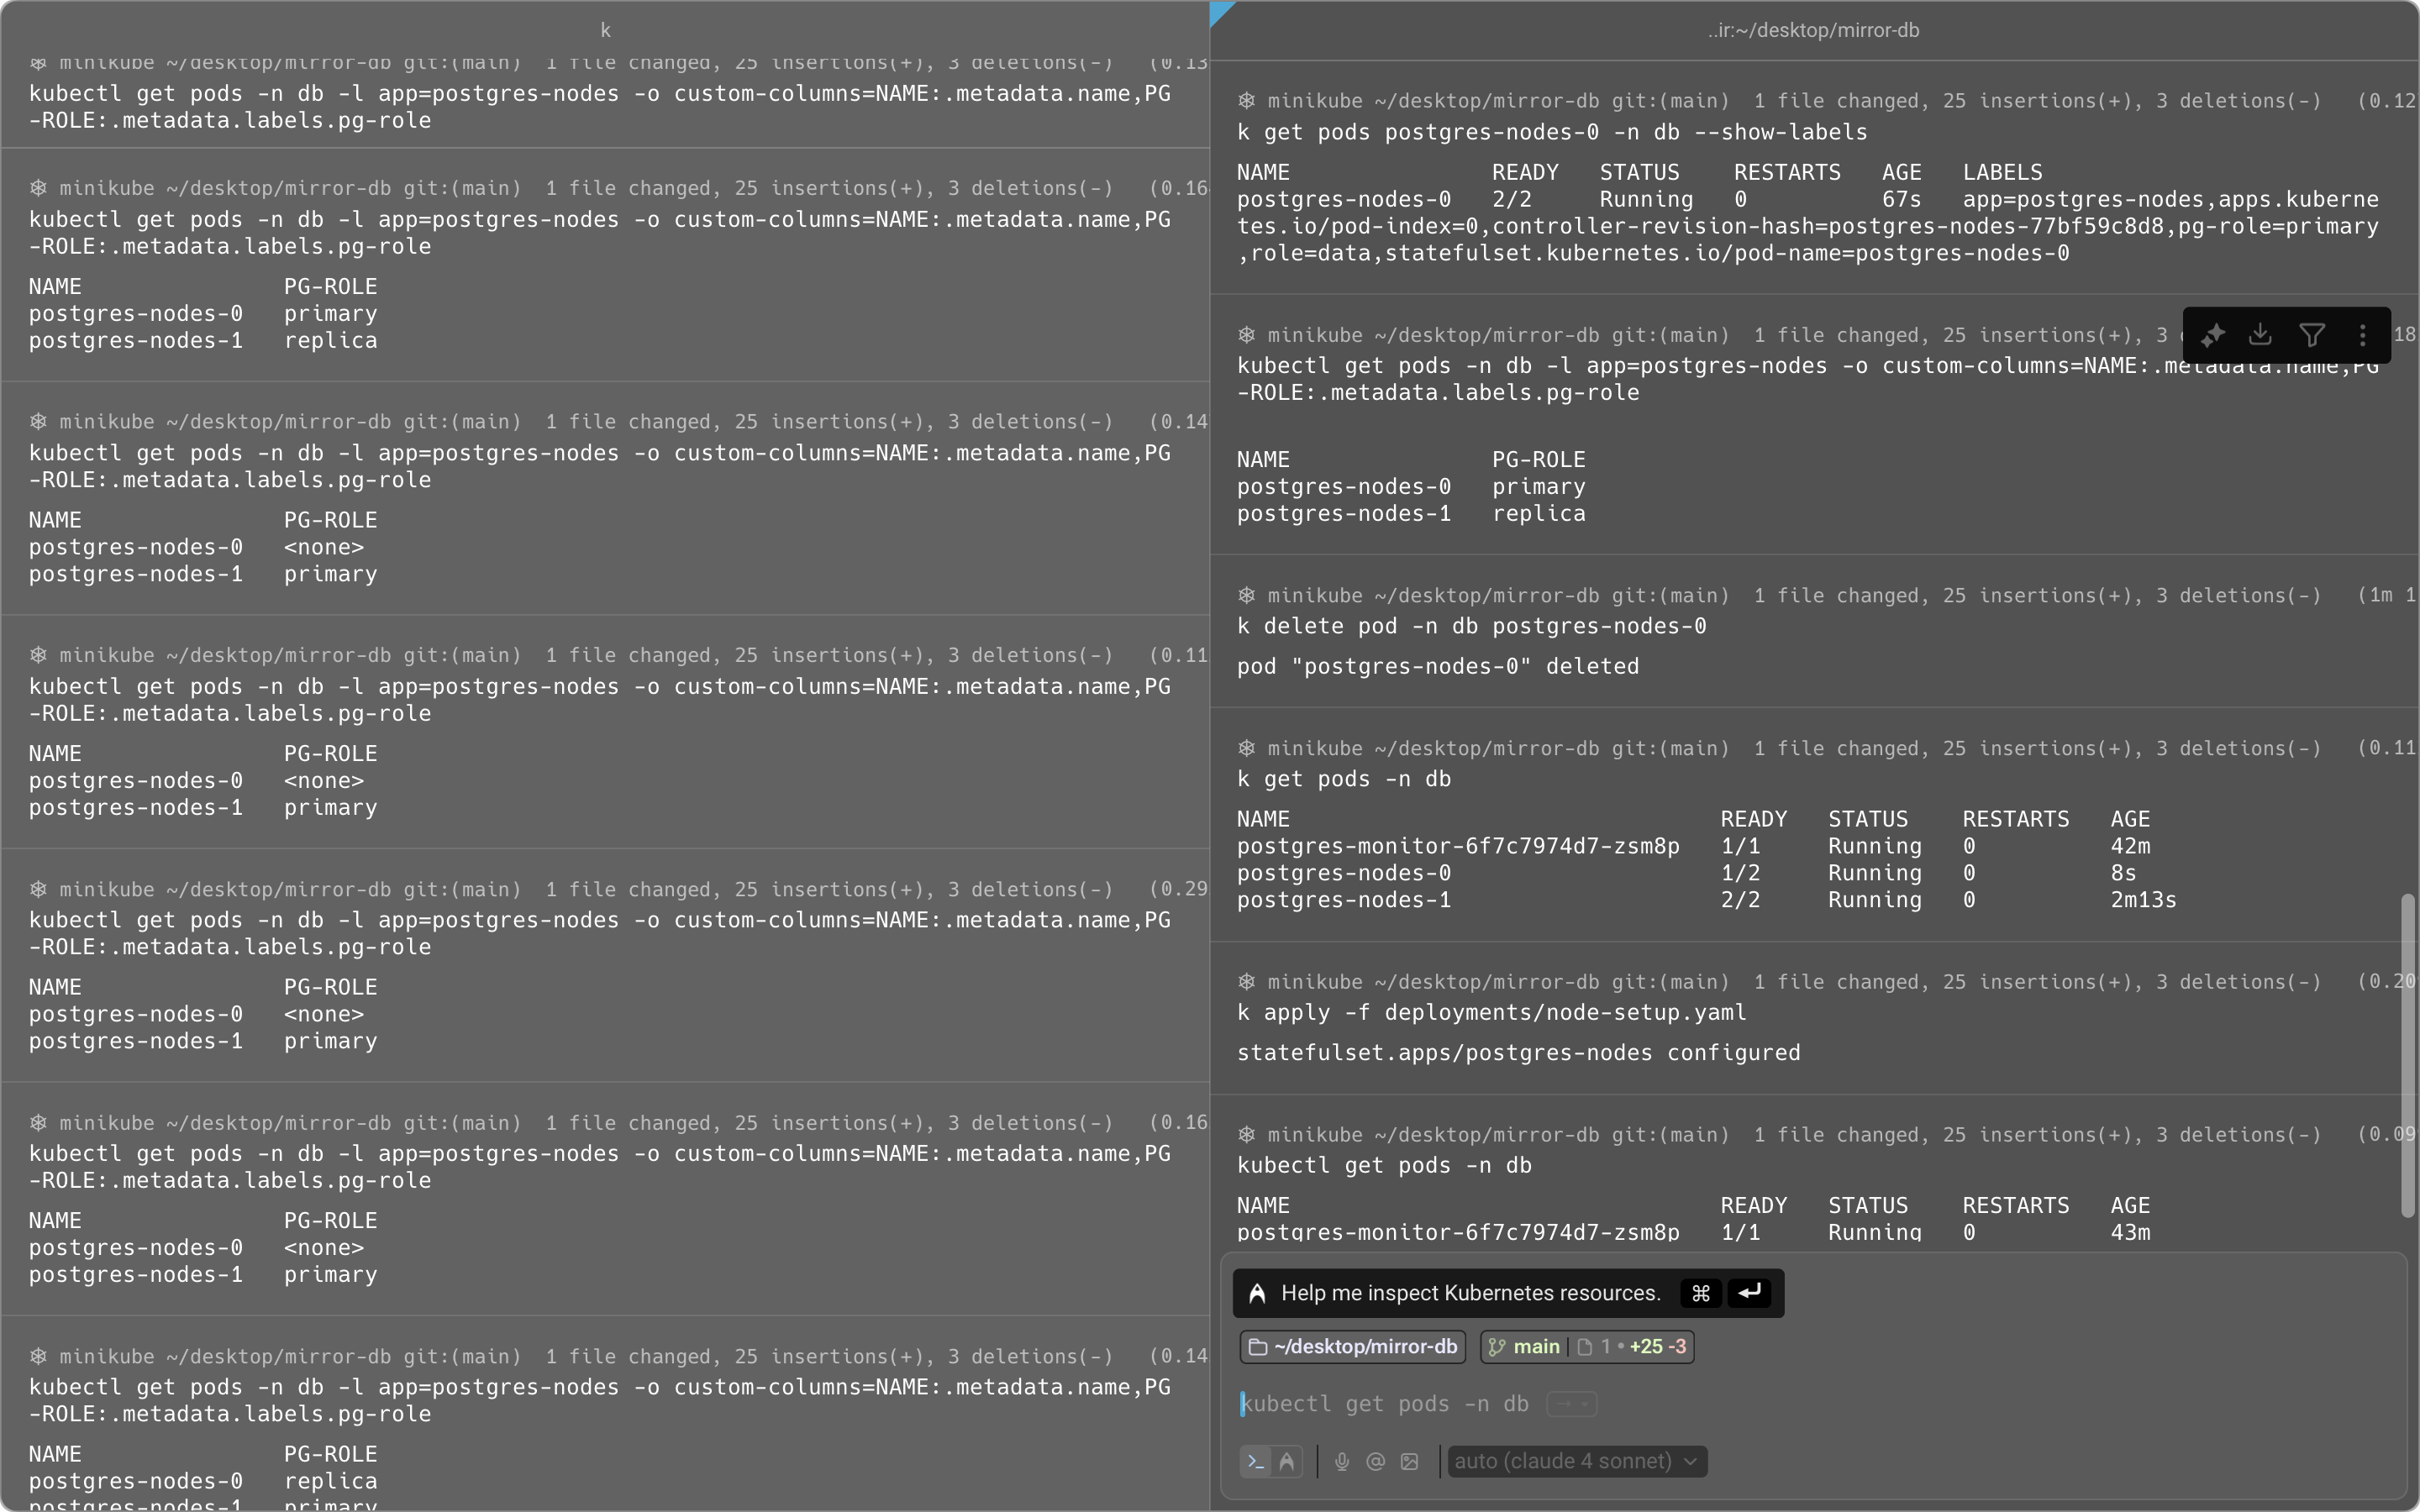 k
minikube ~/desktop/mirror-db git:(main) 1 file changed, 25 insertions(+), 3 deletions(-) (0.13
kubectl get pods -n db -l app=postgres-nodes -o custom-columns=NAME:.metadata.name,PG
-ROLE:.metadata.labels.pg-role
minikube ~/desktop/mirror-db git:(main) 1 file changed, 25 insertions(+), 3 deletions(-) (0.16
kubectl get pods -n db -l app=postgres-nodes -o custom-columns=NAME:.metadata.name,PG
-ROLE:.metadata.labels.pg-role
NAME PG-ROLE
postgres-nodes-0 primary
postgres-nodes-1 replica
minikube ~/desktop/mirror-db git:(main) 1 file changed, 25 insertions(+), 3 deletions(-) (0.14
kubectl get pods -n db -l app=postgres-nodes -o custom-columns=NAME:.metadata.name,PG
-ROLE:.metadata.labels.pg-role
NAME PG-ROLE
postgres-nodes-0 <none>
postgres-nodes-1 primary
minikube ~/desktop/mirror-db git:(main) 1 file changed, 25 insertions(+), 3 deletions(-) (0.11
kubectl get pods -n db -l app=postgres-nodes -o custom-columns=NAME:.metadata.name,PG
-ROLE:.metadata.labels.pg-role
NAME PG-ROLE
postgres-nodes-0 <none>
postgres-nodes-1 primary
minikube ~/desktop/mirror-db git:(main) 1 file changed, 25 insertions(+), 3 deletions(-) (0.29
kubectl get pods -n db -l app=postgres-nodes -o custom-columns=NAME:.metadata.name,PG
-ROLE:.metadata.labels.pg-role
NAME PG-ROLE
postgres-nodes-0 <none>
postgres-nodes-1 primary
minikube ~/desktop/mirror-db git:(main) 1 file changed, 25 insertions(+), 3 deletions(-) (0.16
kubectl get pods -n db -l app=postgres-nodes -o custom-columns=NAME:.metadata.name,PG
-ROLE:.metadata.labels.pg-role
NAME PG-ROLE
postgres-nodes-0 <none>
postgres-nodes-1 primary
minikube ~/desktop/mirror-db git:(main) 1 file changed, 25 insertions(+), 3 deletions(-) (0.14
kubectl get pods -n db -l app=postgres-nodes -o custom-columns=NAME:.metadata.name,PG
-ROLE:.metadata.labels.pg-role
NAME PG-ROLE
postgres-nodes-0 replica
postgres-nodes-1 primary
..ir:~/desktop/mirror-db
minikube ~/desktop/mirror-db git:(main) 1 file changed, 25 insertions(+), 3 deletions(-) (0.12
k get pods postgres-nodes-0 -n db --show-labels
NAME READY STATUS RESTARTS AGE LABELS
postgres-nodes-0 2/2 Running 0 67s app=postgres-nodes,apps.kuberne
tes.io/pod-index=0,controller-revision-hash=postgres-nodes-77bf59c8d8,pg-role=primary
,role=data,statefulset.kubernetes.io/pod-name=postgres-nodes-0
minikube ~/desktop/mirror-db git:(main) 1 file changed, 25 insertions(+), 3 18
kubectl get pods -n db -l app=postgres-nodes -o custom-columns=NAME:.metadata.name,PG
-ROLE:.metadata.labels.pg-role
NAME PG-ROLE
postgres-nodes-0 primary
postgres-nodes-1 replica
minikube ~/desktop/mirror-db git:(main) 1 file changed, 25 insertions(+), 3 deletions(-) (1m 1
k delete pod -n db postgres-nodes-0
pod "postgres-nodes-0" deleted
minikube ~/desktop/mirror-db git:(main) 1 file changed, 25 insertions(+), 3 deletions(-) (0.11
k get pods -n db
NAME READY STATUS RESTARTS AGE
postgres-monitor-6f7c7974d7-zsm8p 1/1 Running 0 42m
postgres-nodes-0 1/2 Running 0 8s
postgres-nodes-1 2/2 Running 0 2m13s
minikube ~/desktop/mirror-db git:(main) 1 file changed, 25 insertions(+), 3 deletions(-) (0.20
k apply -f deployments/node-setup.yaml
statefulset.apps/postgres-nodes configured
minikube ~/desktop/mirror-db git:(main) 1 file changed, 25 insertions(+), 3 deletions(-) (0.09
kubectl get pods -n db
NAME READY STATUS RESTARTS AGE
postgres-monitor-6f7c7974d7-zsm8p 1/1 Running 0 43m
Help me inspect Kubernetes resources. ⌘
~/desktop/mirror-db main 1 • +25 -3
kubectl get pods -n db
auto (claude 4 sonnet)